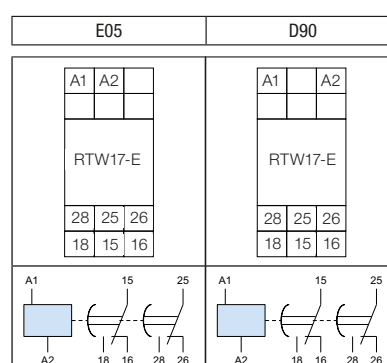 E05 D90
A1 A2 A1 A2
RTW17-E RTW17-E
28 25 26 28 25 26
18 15 16 18 15 16
A1 15 25 A1 15 25
A2 18 16 28 26 A2 18 16 28 26